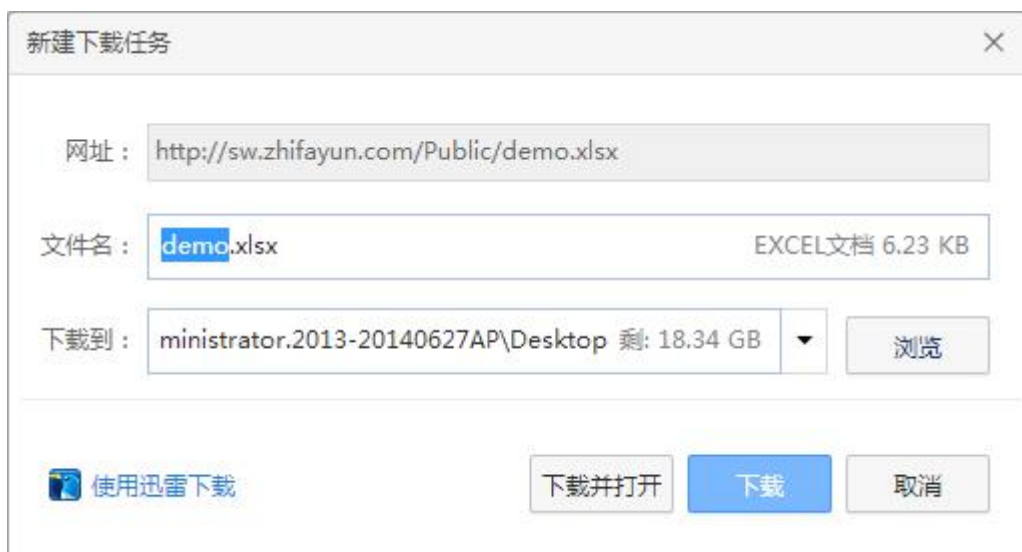 新建下载任务
网址：http://sw.zhifayun.com/Public/demo.xlsx
文件名：demo.xlsx EXCEL文档 6.23 KB
下载到：ministrator.2013-20140627AP\Desktop 剩: 18.34 GB 浏览
使用迅雷下载 下载并打开 下载 取消